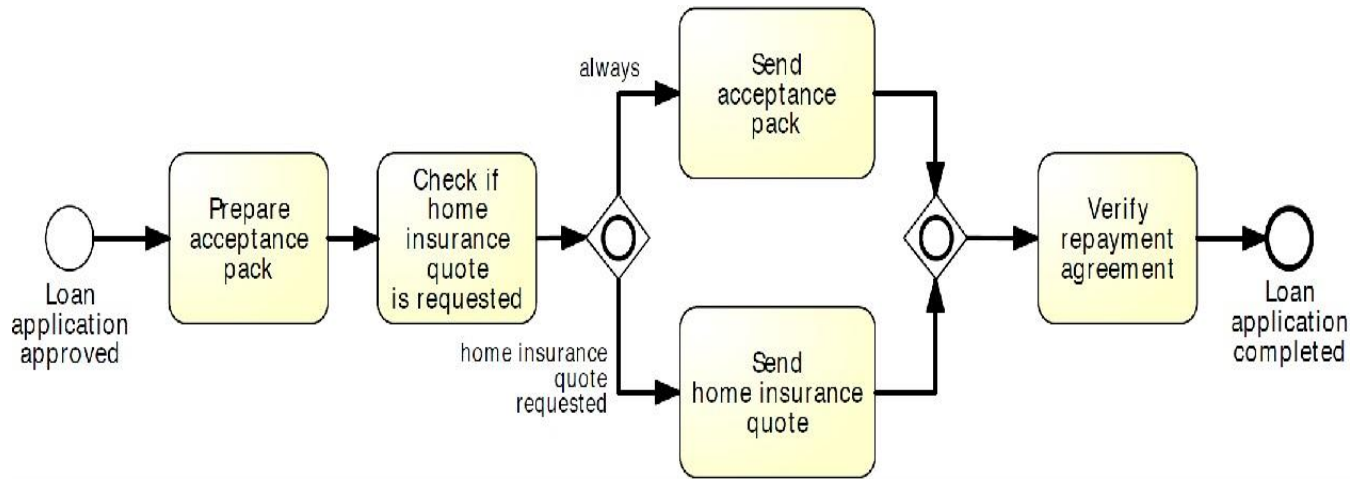 Loan
application
approved
Prepare
acceptance
pack
Check if
home
insurance
quote
is requested
always
home insurance
quote
requested
Send
acceptance
pack
Send
home insurance
quote
Verify
repayment
agreement
Loan
application
completed